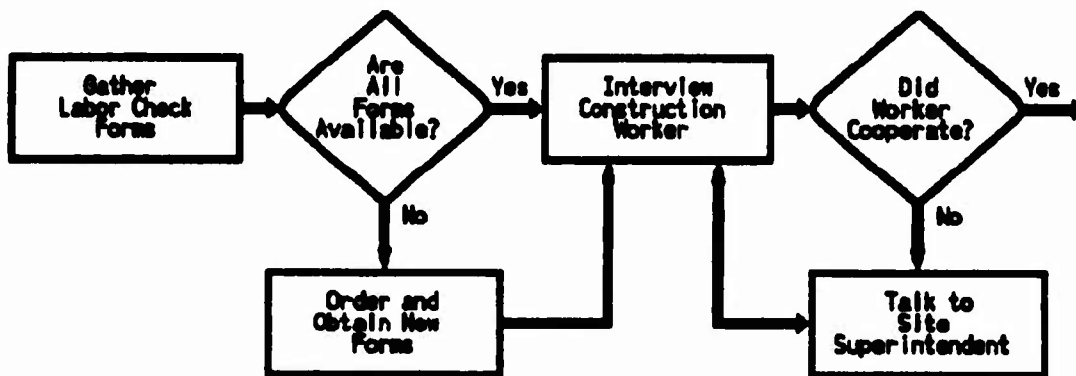 Gather
Labor Check
Forms
Are
All
Forms
Available?
Yes
No
Order and
Obtain New
Forms
Interview
Construction
Worker
Did
Worker
Cooperate?
Yes
No
Talk to
Site
Superintendent